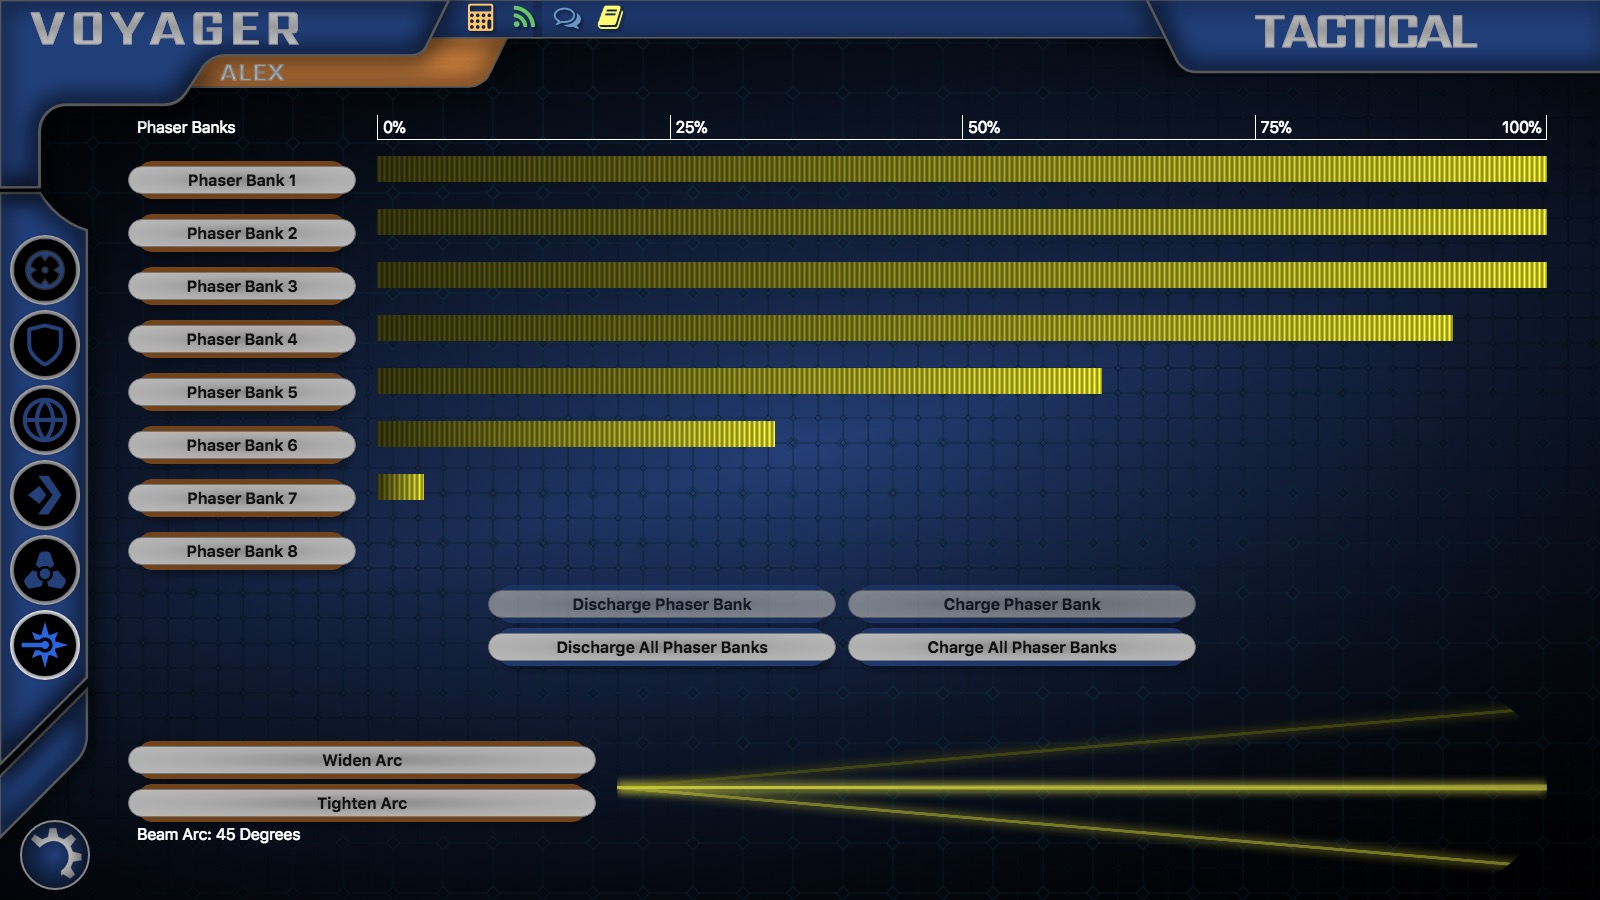 VOYAGER
ALEX
TACTICAL
Phaser Banks
0% 25% 50% 75% 100%
Phaser Bank 1
Phaser Bank 2
Phaser Bank 3
Phaser Bank 4
Phaser Bank 5
Phaser Bank 6
Phaser Bank 7
Phaser Bank 8
Discharge Phaser Bank Charge Phaser Bank
Discharge All Phaser Banks Charge All Phaser Banks
Widen Arc
Tighten Arc
Beam Arc: 45 Degrees